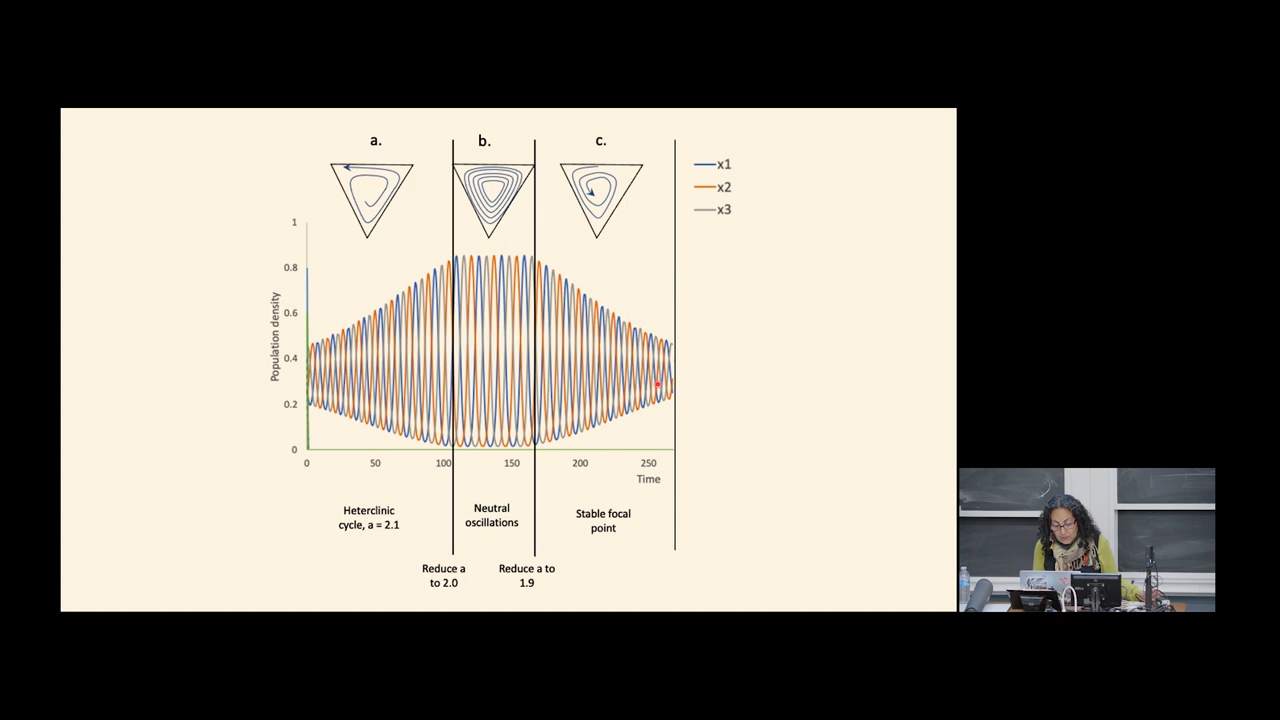 a.
b.
c.
x1
x2
x3
1
0.8
0.6
0.4
0.2
0
Population density
0
50
100
150
200
250
Time
Heterclinic
cycle, a = 2.1
Neutral
oscillations
Stable focal
point
Reduce a
to 2.0
Reduce a to
1.9